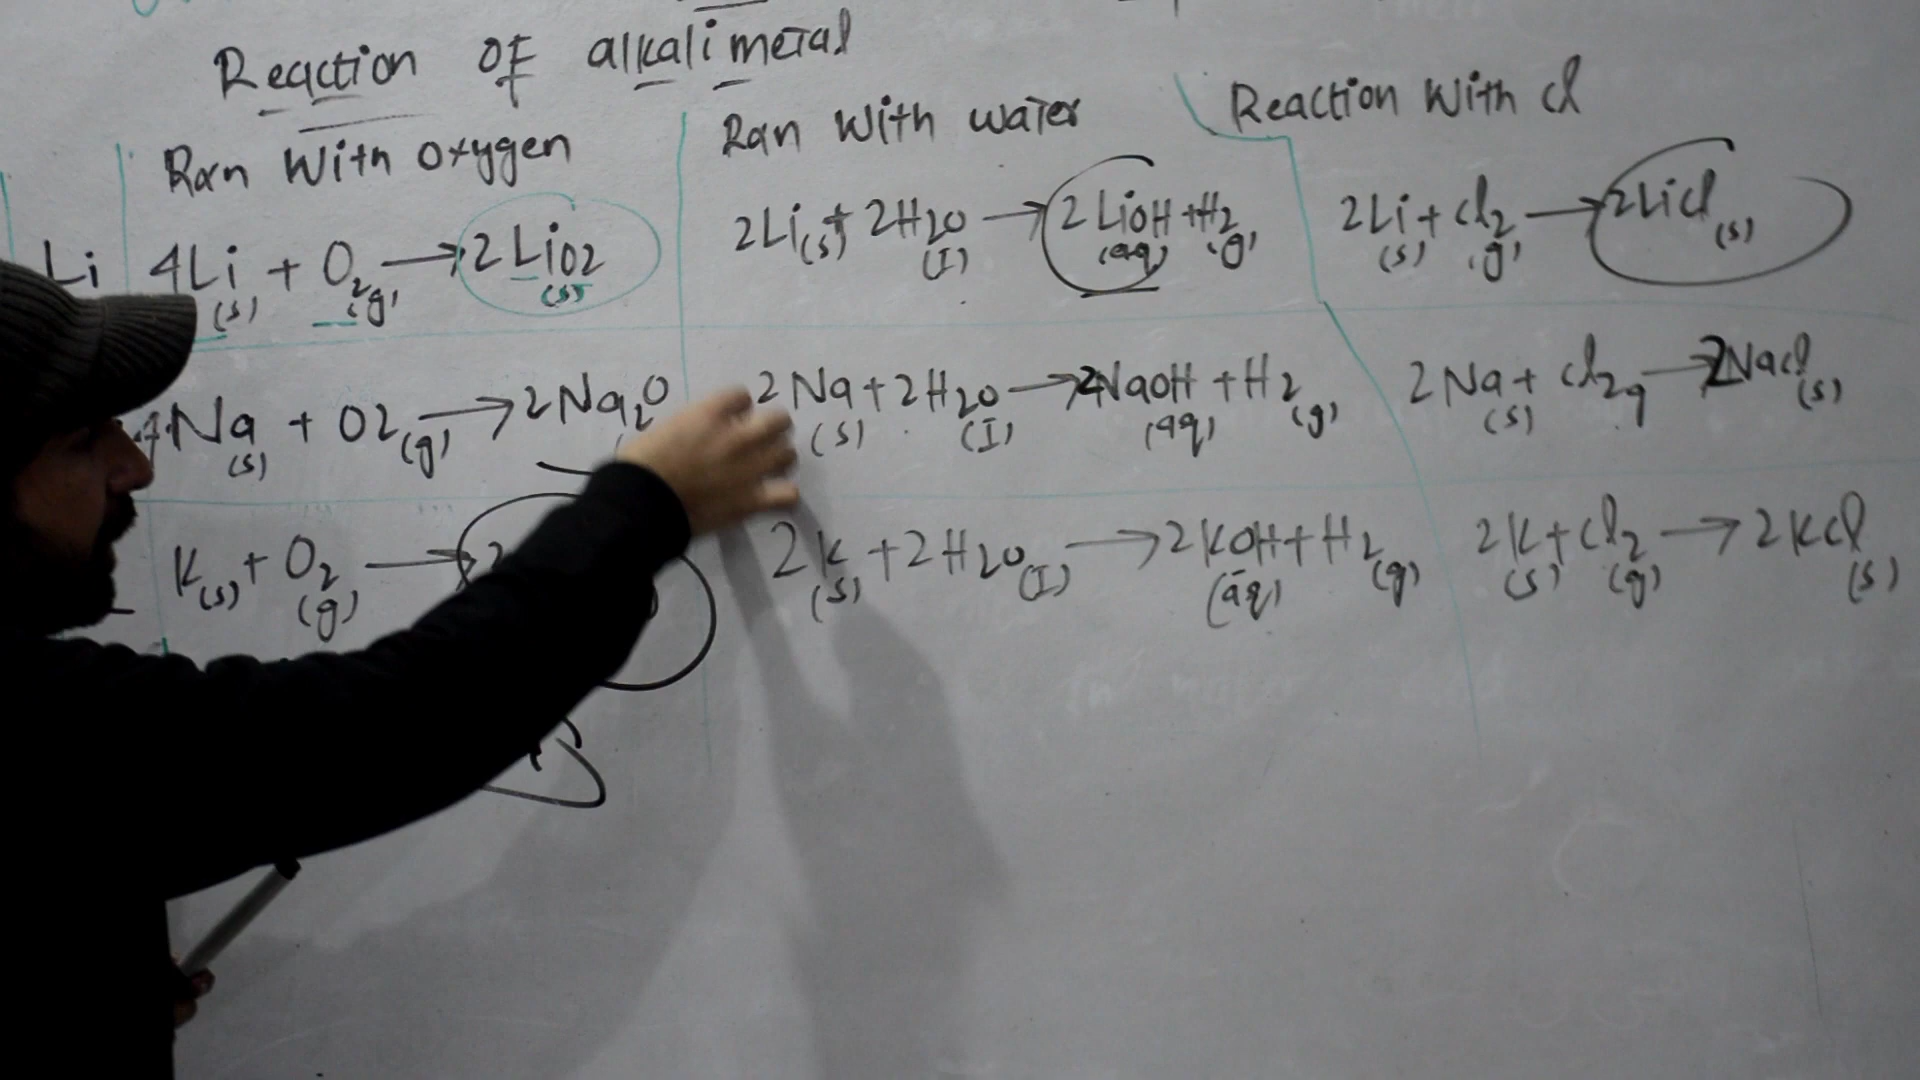 Reaction OF alkali metal
Rxn With Oxygen
Rxn With water
Reaction With Cl
Li
4Li(s) + O2(g) → 2LiO2(s)
2Li(s) + 2H2O(I) → 2LiOH(aq) + H2(g)
2Li(s) + Cl2(g) → 2LiCl(s)
4Na(s) + O2(g) → 2Na2O
2Na(s) + 2H2O(I) → 2NaOH(aq) + H2(g)
2Na(s) + Cl2g → 2NaCl(s)
K(s) + O2(g) →
2K(s) + 2H2O(I) → 2KOH(aq) + H2(g)
2K(s) + Cl2(g) → 2KCl(s)